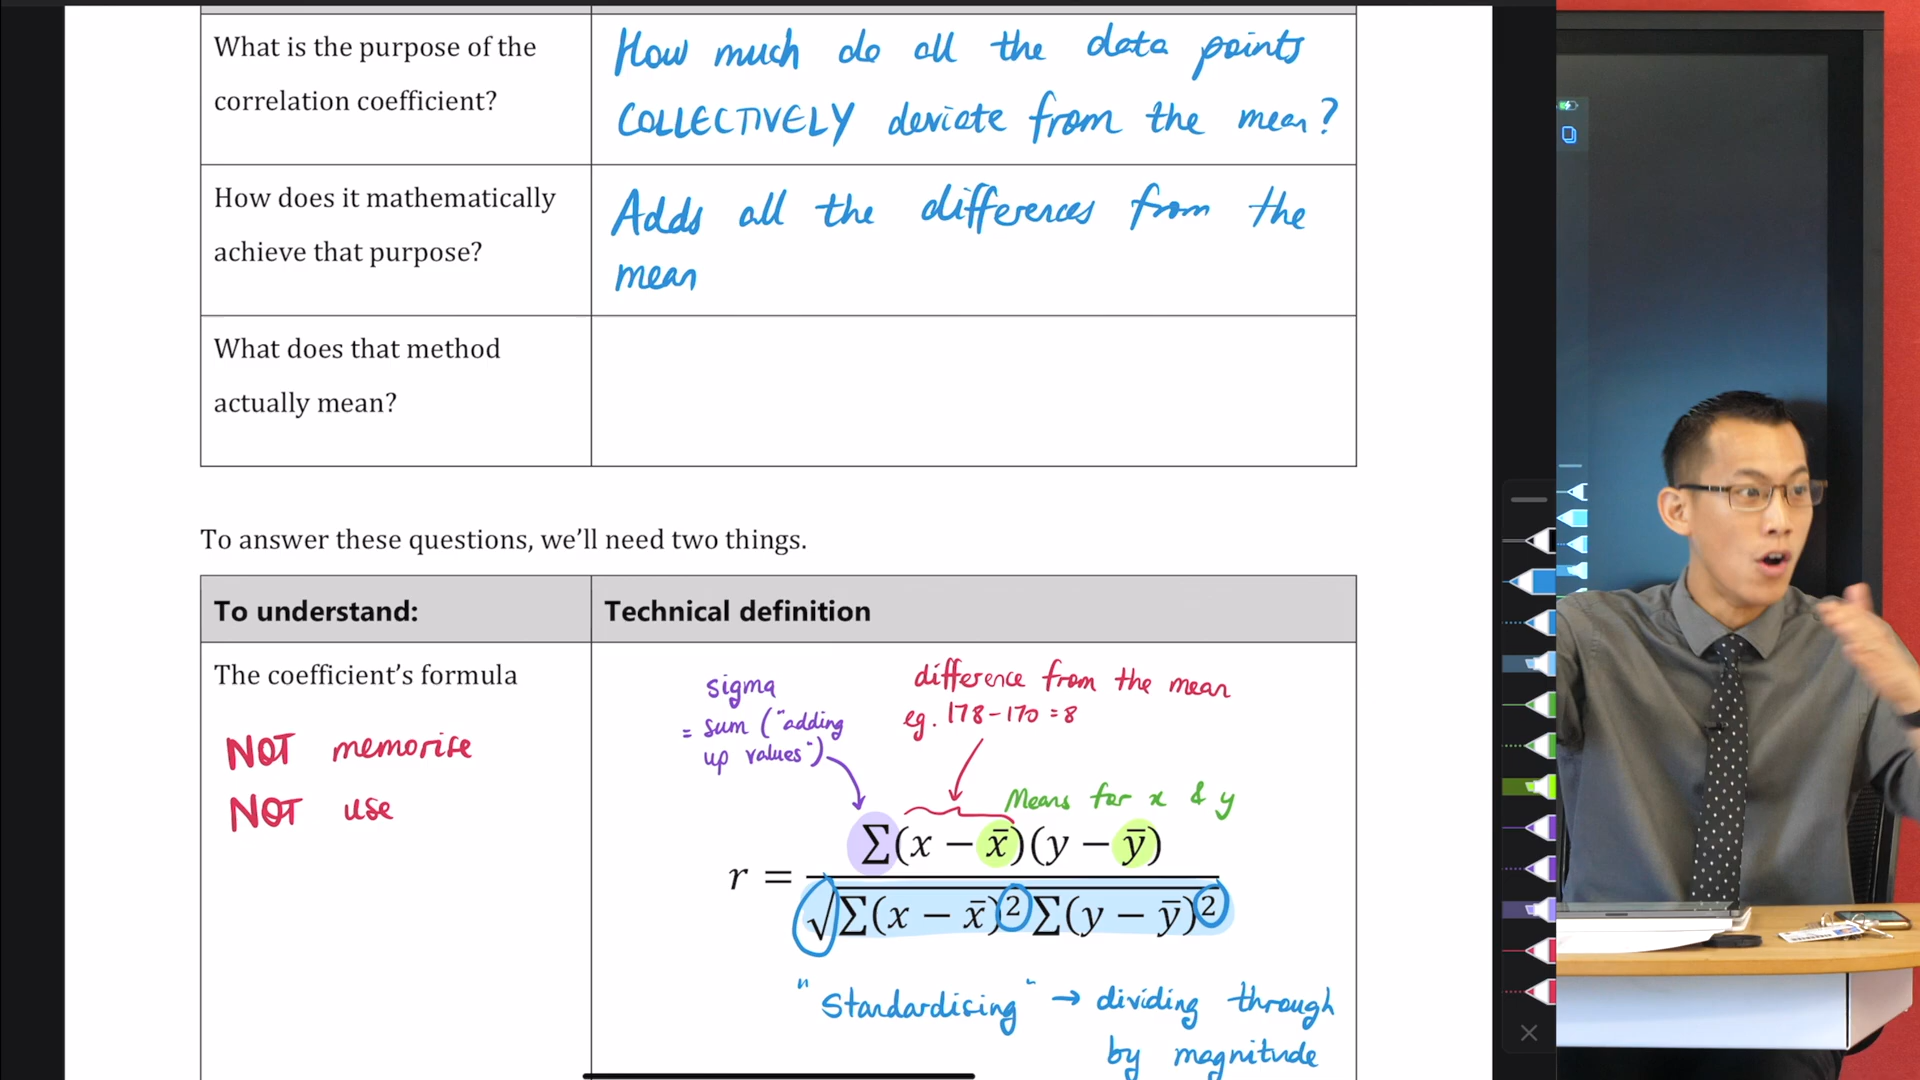 What is the purpose of the
correlation coefficient?
How much do all the data points
COLLECTIVELY deviate from the mean?
How does it mathematically
achieve that purpose?
Adds all the differences from the
mean
What does that method
actually mean?
To answer these questions, we'll need two things.
To understand:
Technical definition
The coefficient's formula
NOT memorise
NOT use
sigma
= sum ("adding
up values")
difference from the mean
eg. 178-170 = 8
Means for x & y
r = Σ(x − x̄)(y − ȳ)
√Σ(x − x̄)²Σ(y − ȳ)²
"Standardising" → dividing through
by magnitude